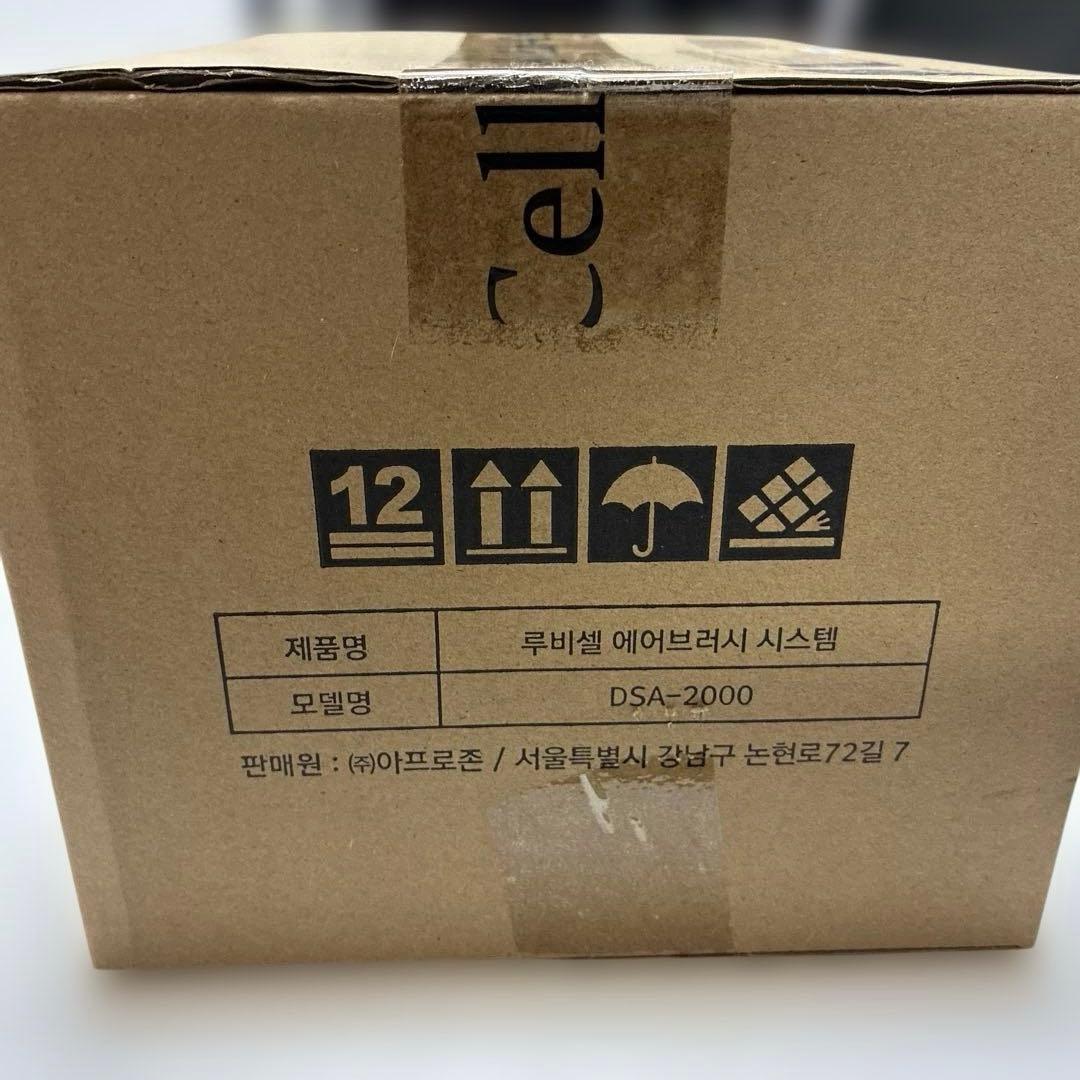 Cell
12
제품명 루비셀 에어브러시 시스템
모델명 DSA-2000
판매원 : ㈜아프로존 / 서울특별시 강남구 논현로72길 7